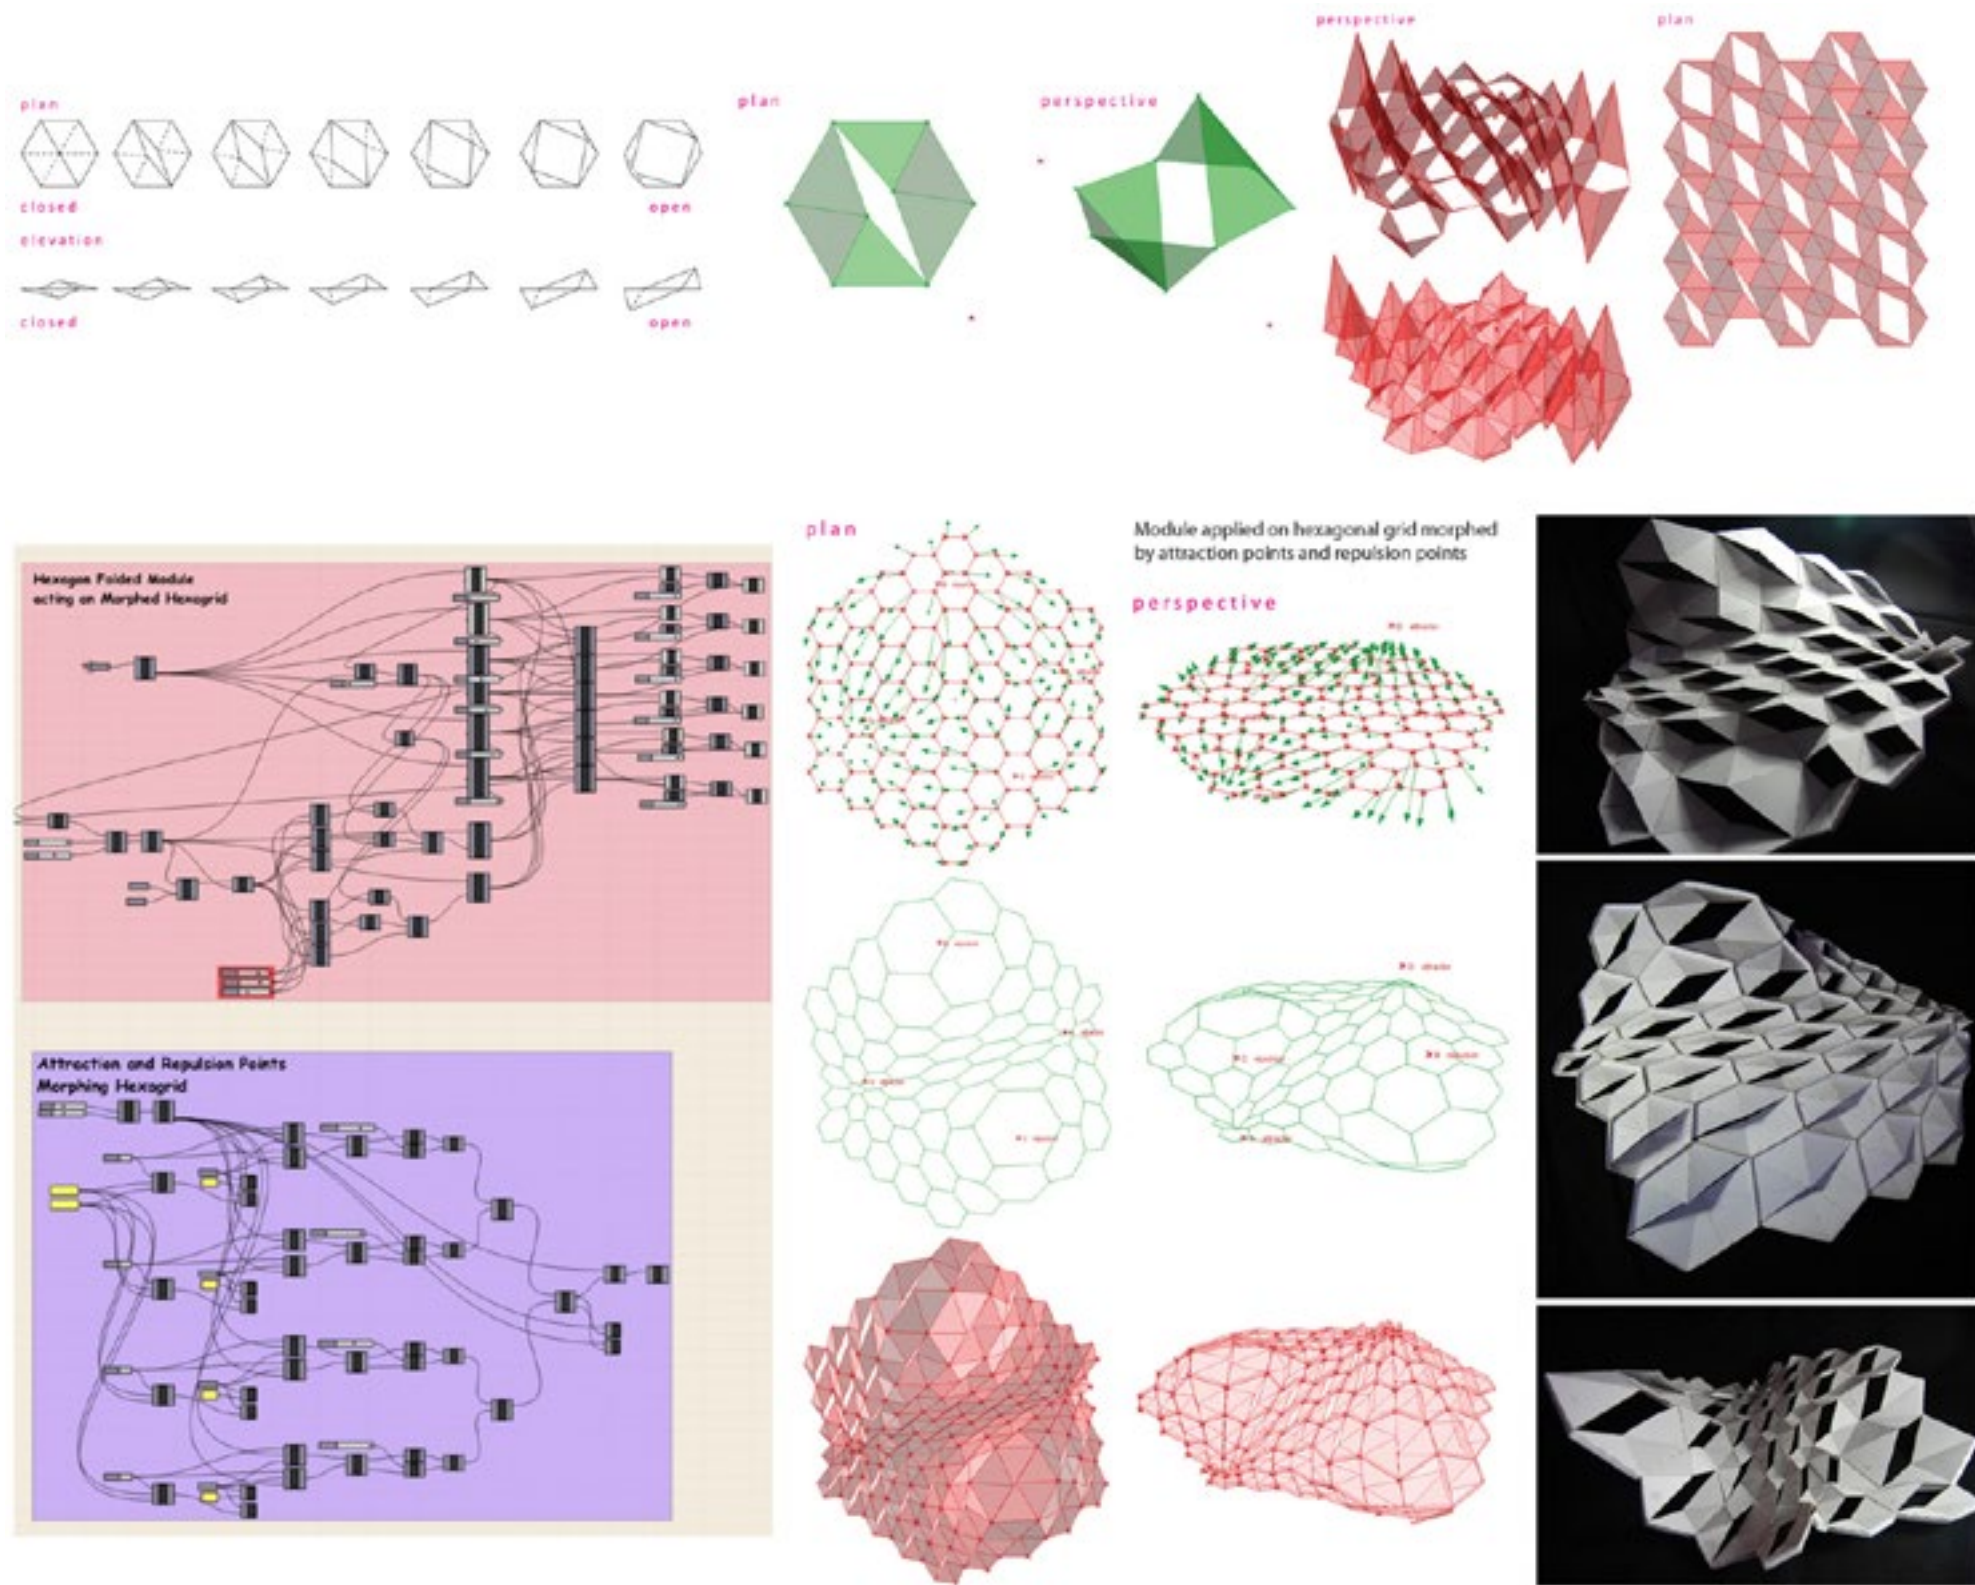 perspective
plan
plan
plan
perspective
closed
open
elevation
closed
open
plan
Module applied on hexagonal grid morphed
by attraction points and repulsion points
perspective
Hexagon Folded Module
acting on Morphed Hexagrid
Attraction and Repulsion Points
Morphing Hexagrid